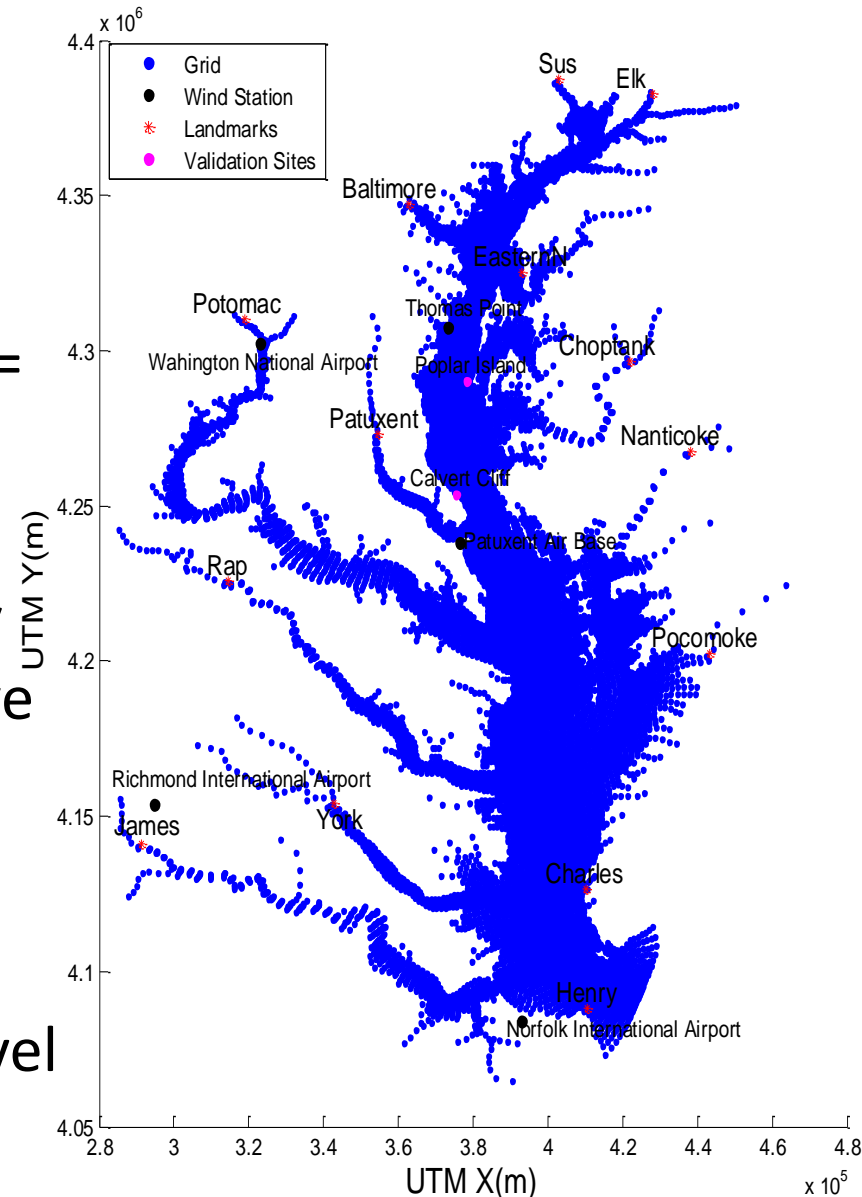 x 10⁶
4.4
4.35
4.3
4.25
4.2
4.15
4.1
4.05
UTM Y(m)
Grid
Wind Station
Landmarks
Validation Sites
Sus
Elk
Baltimore
EasternN
Potomac
Thomas Point
Wahington National Airport
Poplar Island
Choptank
Patuxent
Nanticoke
Calvert Cliff
Patuxent Air Base
Rap
Pocomoke
Richmond International Airport
James
York
Charles
Henry
Norfolk International Airport
2.8 3 3.2 3.4 3.6 3.8 4 4.2 4.4 4.6 4.8
UTM X(m)
x 10⁵
=
vel